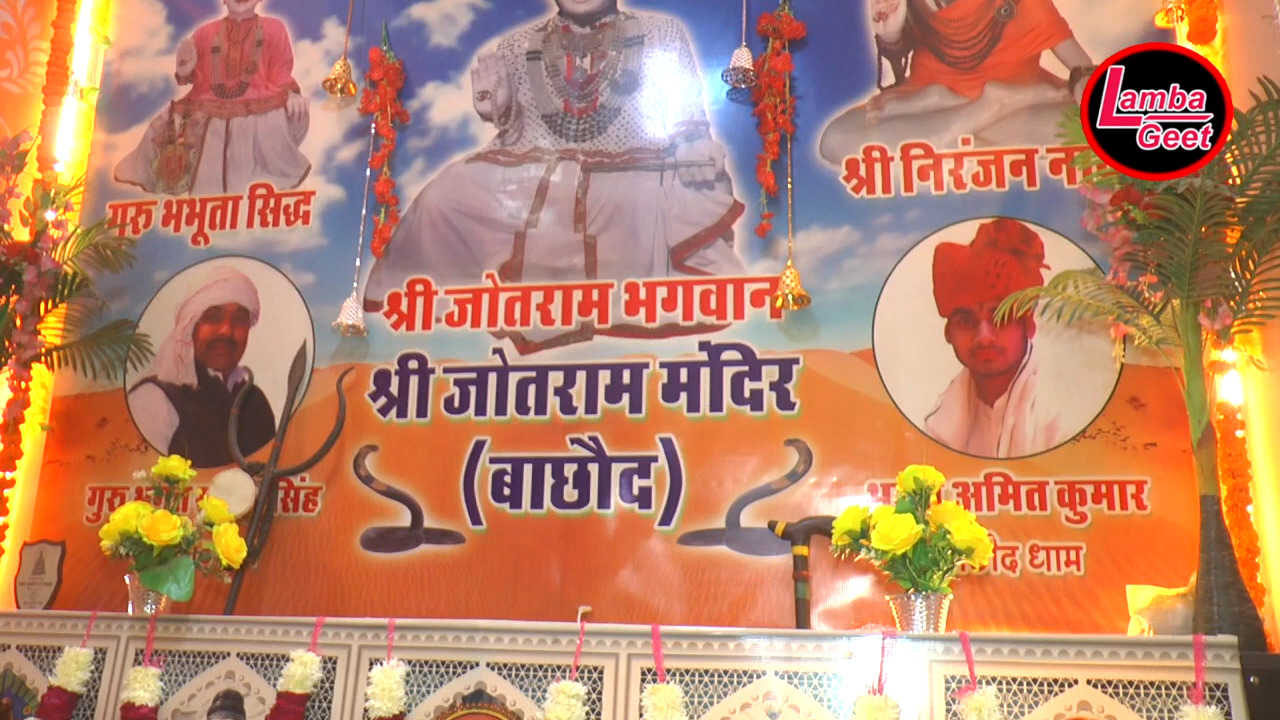 Lamba
Geet
गुरु भभूता सिद्ध
श्री निरंजन
श्री जोतराम भगवान
श्री जोतराम मंदिर
(बाछौद)
गुरु
सिंह
अमित कुमार
धाम